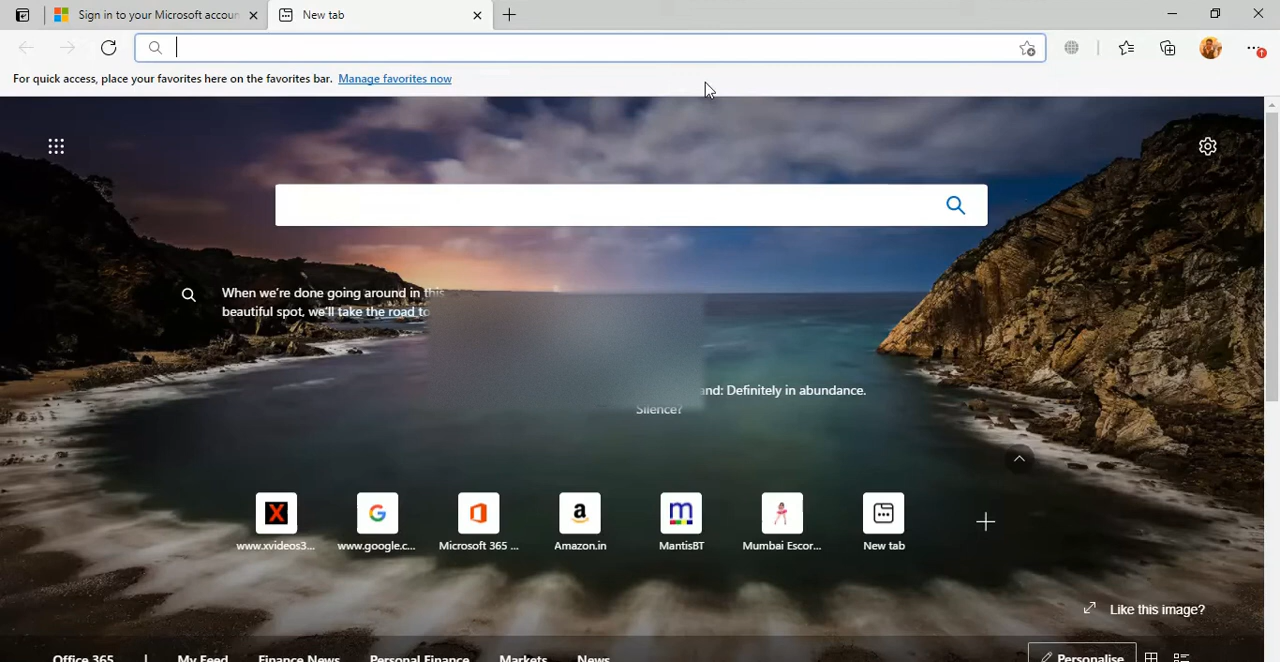 Sign in to your Microsoft accoun
New tab
For quick access, place your favorites here on the favorites bar. Manage favorites now
When we're done going around in this
beautiful spot, we'll take the road to
and: Definitely in abundance.
Silence?
www.xvideos3...
www.google.c...
Microsoft 365 ...
Amazon.in
MantisBT
Mumbai Escor...
New tab
Like this image?
Office 365
My Feed
Finance News
Personal Finance
Markets
News
Personalise